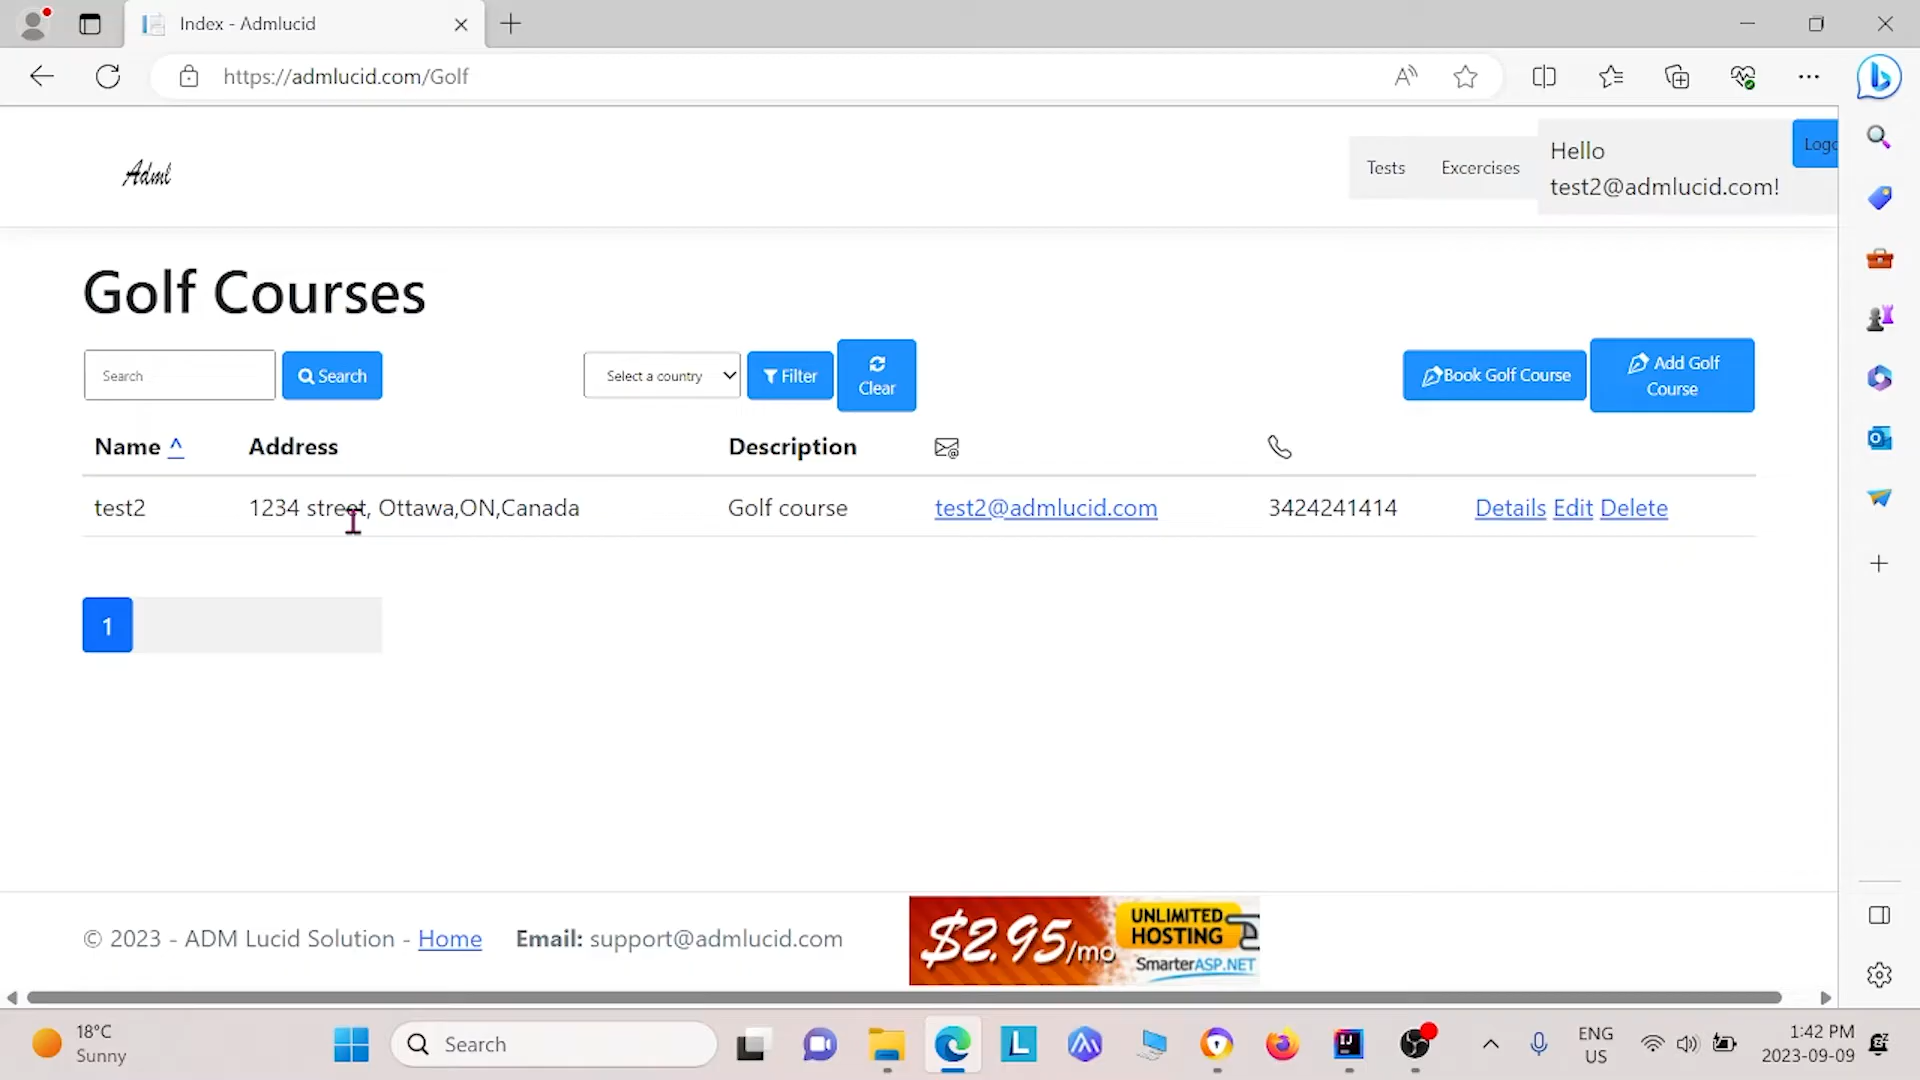 Index - Admlucid
https://admlucid.com/Golf
Adml
Tests
Excercises
Hello
test2@admlucid.com!
Logo
Golf Courses
Search
Search
Select a country
Filter
Clear
Book Golf Course
Add Golf
Course
Name ^
Address
Description
test2
1234 street, Ottawa,ON,Canada
Golf course
test2@admlucid.com
3424241414
Details Edit Delete
1
© 2023 - ADM Lucid Solution - Home
Email: support@admlucid.com
$2.95/mo
UNLIMITED
HOSTING
SmarterASP.NET
18°C
Sunny
Search
ENG
US
1:42 PM
2023-09-09